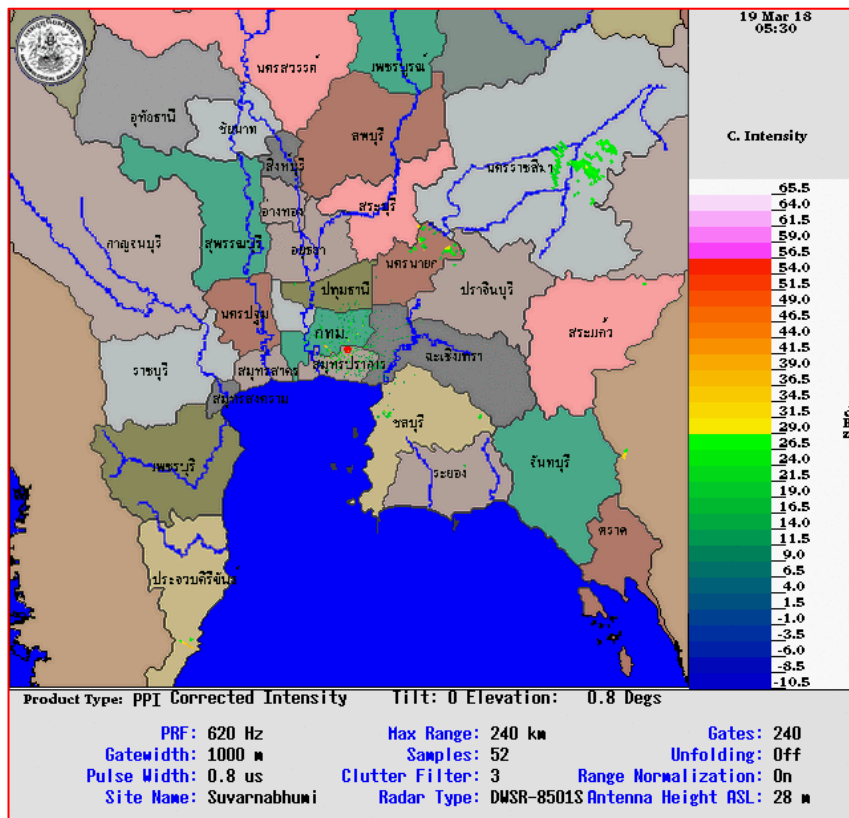 19 Mar 18
05:30
C. Intensity
นครสวรรค์
เพชรบูรณ์
อุทัยธานี
ชัยนาท
ลพบุรี
สิงห์บุรี
นครราชสีมา
อ่างทอง
สระบุรี
กาญจนบุรี
สุพรรณบุรี
อยุธยา
นครนายก
ปทุมธานี
ปราจีนบุรี
นครปฐม
กทม.
สระแก้ว
ราชบุรี
สมุทรสาคร
สมุทรปราการ
ฉะเชิงเทรา
สมุทรสงคราม
ชลบุรี
เพชรบุรี
ระยอง
จันทบุรี
ตราด
ประจวบคีรีขันธ์
65.5
64.0
61.5
59.0
56.5
54.0
51.5
49.0
46.5
44.0
41.5
39.0
36.5
34.0
31.5
29.0
26.5
24.0
21.5
19.0
16.5
14.0
11.5
9.0
6.5
4.0
1.5
-1.0
-3.5
-6.0
-8.5
-10.5
Product Type: PPI Corrected Intensity Tilt: 0 Elevation: 0.8 Degs
PRF: 620 Hz Max Range: 240 km Gates: 240
Gatewidth: 1000 m Samples: 52 Unfolding: Off
Pulse Width: 0.8 us Clutter Filter: 3 Range Normalization: On
Site Name: Suvarnabhumi Radar Type: DWSR-8501S Antenna Height ASL: 28 m